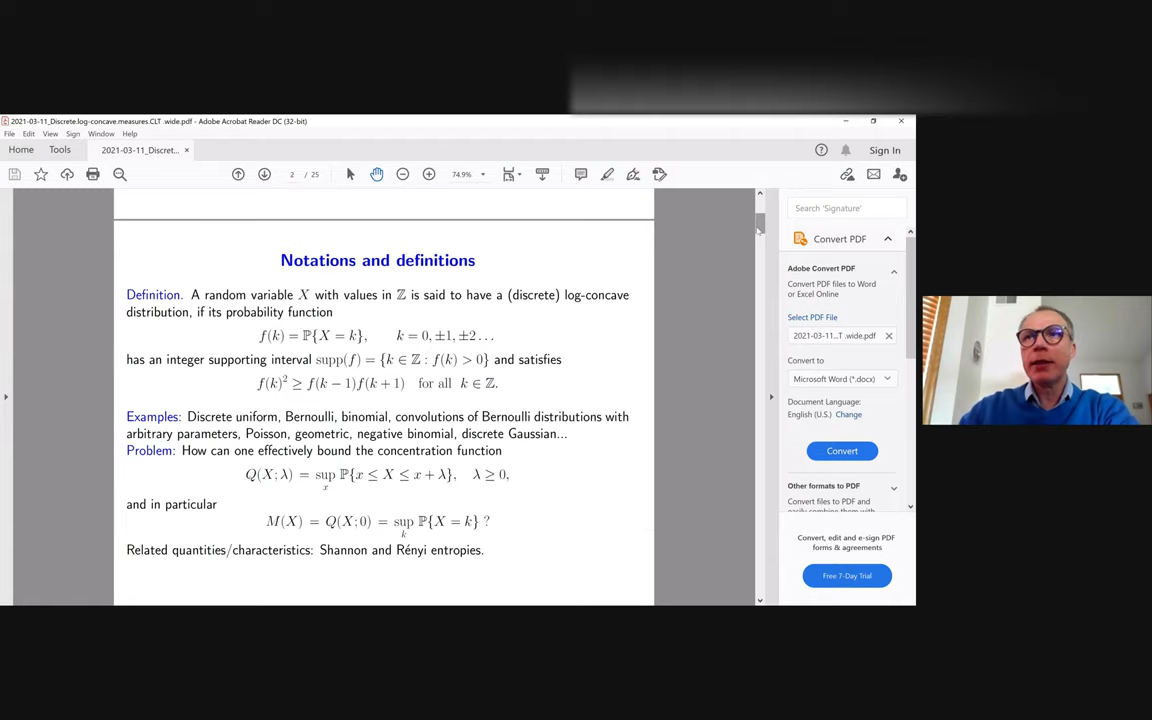 2021-03-11_Discrete.log-concave.measures.CLT .wide.pdf - Adobe Acrobat Reader DC (32-bit)
File Edit View Sign Window Help
Home Tools 2021-03-11_Discret... × Sign In
2 / 25 74.9%
Notations and definitions
Definition. A random variable X with values in ℤ is said to have a (discrete) log-concave
distribution, if its probability function
f(k) = ℙ{X = k}, k = 0, ±1, ±2 . . .
has an integer supporting interval supp(f) = {k ∈ ℤ : f(k) > 0} and satisfies
f(k)² ≥ f(k − 1)f(k + 1) for all k ∈ ℤ.
Examples: Discrete uniform, Bernoulli, binomial, convolutions of Bernoulli distributions with
arbitrary parameters, Poisson, geometric, negative binomial, discrete Gaussian...
Problem: How can one effectively bound the concentration function
Q(X; λ) = sup ℙ{x ≤ X ≤ x + λ}, λ ≥ 0,
x
and in particular
M(X) = Q(X; 0) = sup ℙ{X = k} ?
k
Related quantities/characteristics: Shannon and Rényi entropies.
Search 'Signature'
Convert PDF
Adobe Convert PDF
Convert PDF files to Word
or Excel Online
Select PDF File
2021-03-11...T .wide.pdf ×
Convert to
Microsoft Word (*.docx)
Document Language:
English (U.S.) Change
Convert
Other formats to PDF
Convert files to PDF and
Convert, edit and e-sign PDF
forms & agreements
Free 7-Day Trial